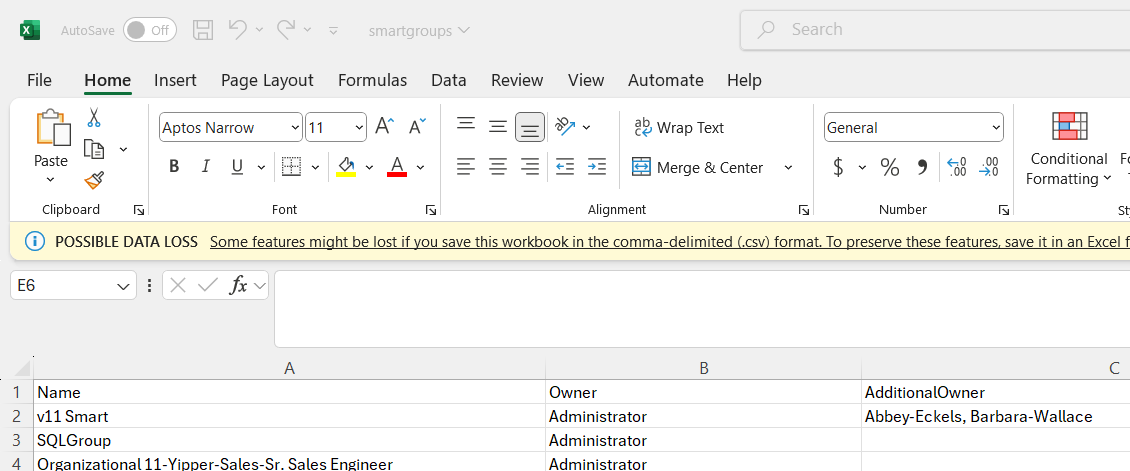 AutoSave Off smartgroups Search
File Home Insert Page Layout Formulas Data Review View Automate Help
Aptos Narrow 11 Wrap Text General
Paste B I U A Merge & Center $ % Conditional
Formatting
Clipboard Font Alignment Number
POSSIBLE DATA LOSS Some features might be lost if you save this workbook in the comma-delimited (.csv) format. To preserve these features, save it in an Excel f
E6 fx
A B C
1 Name Owner AdditionalOwner
2 v11 Smart Administrator Abbey-Eckels, Barbara-Wallace
3 SQLGroup Administrator
4 Organizational 11-Yipper-Sales-Sr. Sales Engineer Administrator